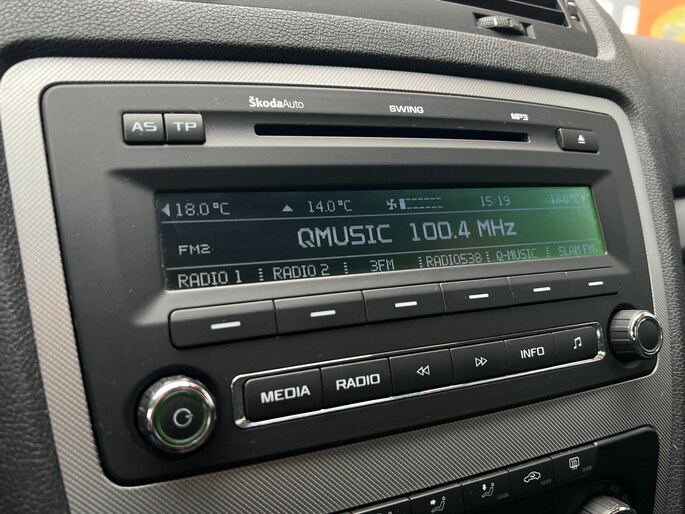 ŠkodaAuto SWING MP3
AS TP
18.0°C 14.0°C 15:19 18.0°C
FM2 QMUSIC 100.4 MHz
RADIO 1 RADIO 2 3FM RADIO538 Q-MUSIC SLAM!FM
MEDIA RADIO INFO